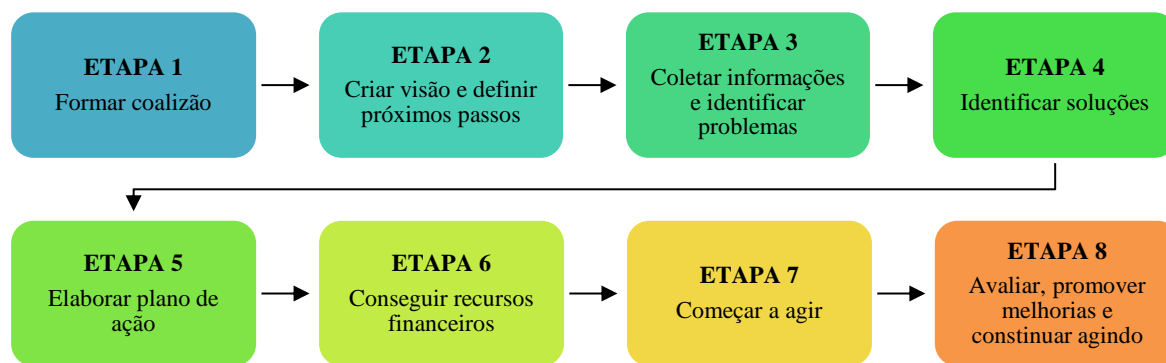 ETAPA 1
Formar coalizão
ETAPA 2
Criar visão e definir
próximos passos
ETAPA 3
Coletar informações
e identificar
problemas
ETAPA 4
Identificar soluções
ETAPA 5
Elaborar plano de
ação
ETAPA 6
Conseguir recursos
financeiros
ETAPA 7
Começar a agir
ETAPA 8
Avaliar, promover
melhorias e
constinuar agindo